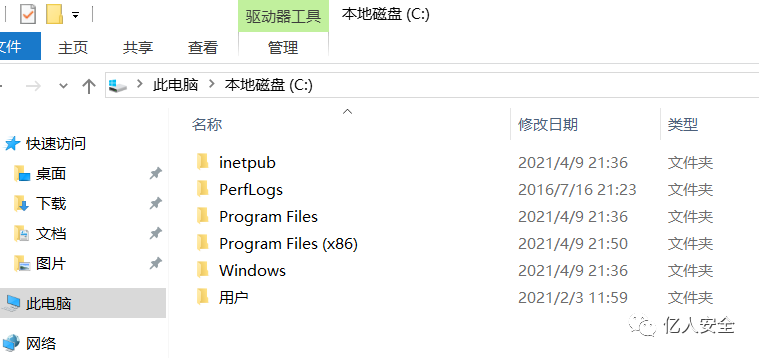 驱动器工具 本地磁盘 (C:)
文件 主页 共享 查看 管理
此电脑 本地磁盘 (C:)
名称 修改日期 类型
快速访问
桌面
下载
文档
图片
此电脑
网络
inetpub 2021/4/9 21:36 文件夹
PerfLogs 2016/7/16 21:23 文件夹
Program Files 2021/4/9 21:36 文件夹
Program Files (x86) 2021/4/9 21:50 文件夹
Windows 2021/4/9 21:36 文件夹
用户 2021/2/3 11:59 文件夹
亿人安全